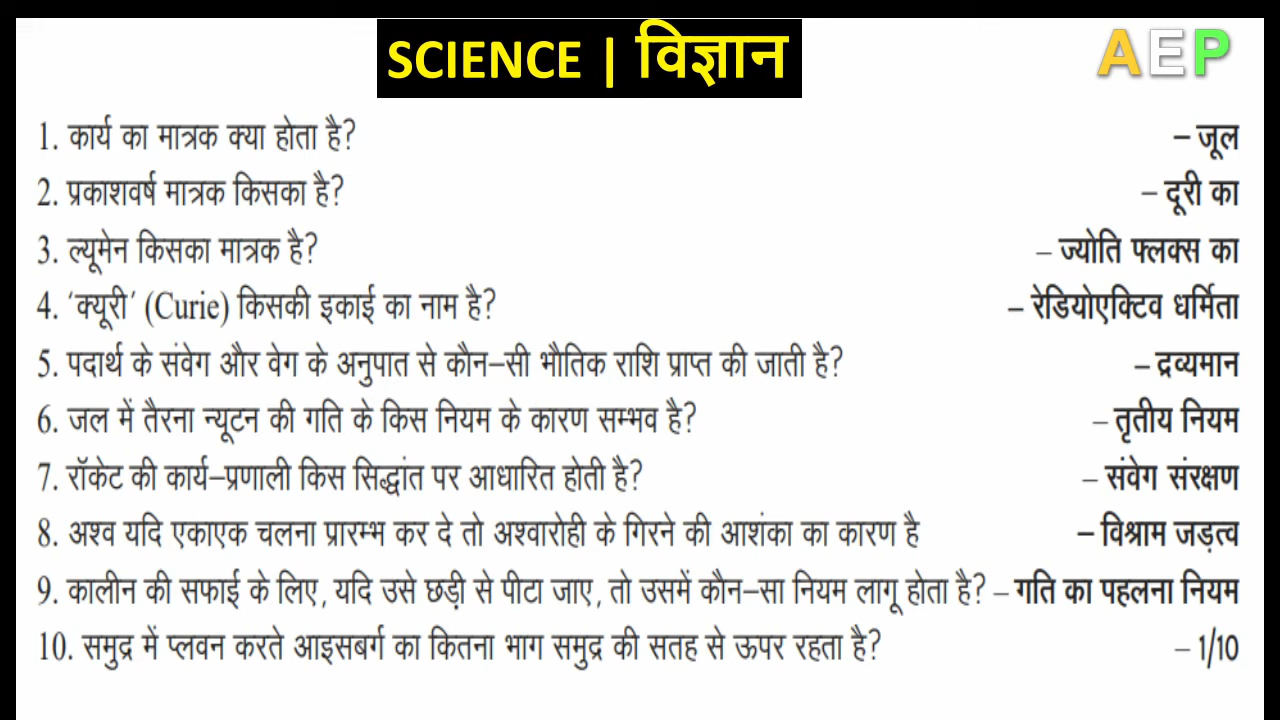 SCIENCE | विज्ञान
AEP
1. कार्य का मात्रक क्या होता है? – जूल
2. प्रकाशवर्ष मात्रक किसका है? – दूरी का
3. ल्यूमेन किसका मात्रक है? – ज्योति फ्लक्स का
4. ‘क्यूरी’ (Curie) किसकी इकाई का नाम है? – रेडियोएक्टिव धर्मिता
5. पदार्थ के संवेग और वेग के अनुपात से कौन–सी भौतिक राशि प्राप्त की जाती है? – द्रव्यमान
6. जल में तैरना न्यूटन की गति के किस नियम के कारण सम्भव है? – तृतीय नियम
7. रॉकेट की कार्य–प्रणाली किस सिद्धांत पर आधारित होती है? – संवेग संरक्षण
8. अश्व यदि एकाएक चलना प्रारम्भ कर दे तो अश्वारोही के गिरने की आशंका का कारण है – विश्राम जड़त्व
9. कालीन की सफाई के लिए, यदि उसे छड़ी से पीटा जाए, तो उसमें कौन–सा नियम लागू होता है? – गति का पहलना नियम
10. समुद्र में प्लवन करते आइसबर्ग का कितना भाग समुद्र की सतह से ऊपर रहता है? – 1/10